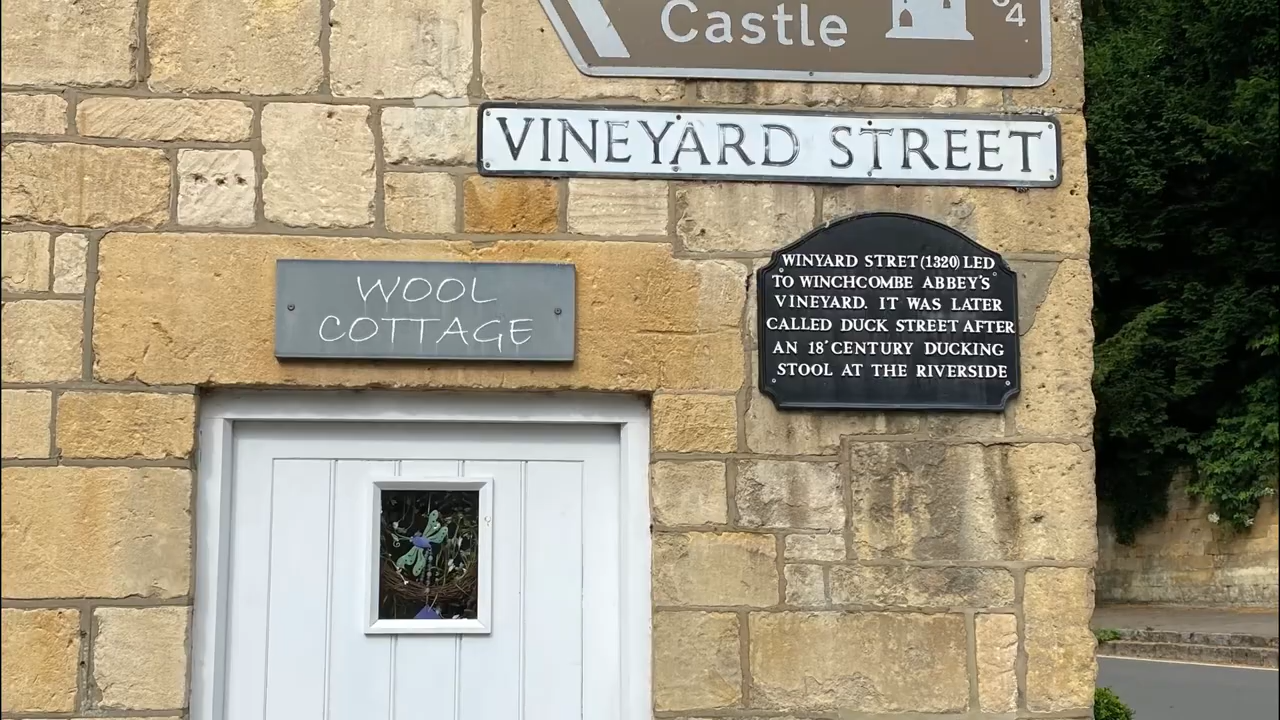 Castle
VINEYARD STREET
WINYARD STRET (1320) LED
TO WINCHCOMBE ABBEY'S
VINEYARD. IT WAS LATER
CALLED DUCK STREET AFTER
AN 18' CENTURY DUCKING
STOOL AT THE RIVERSIDE
WOOL
COTTAGE